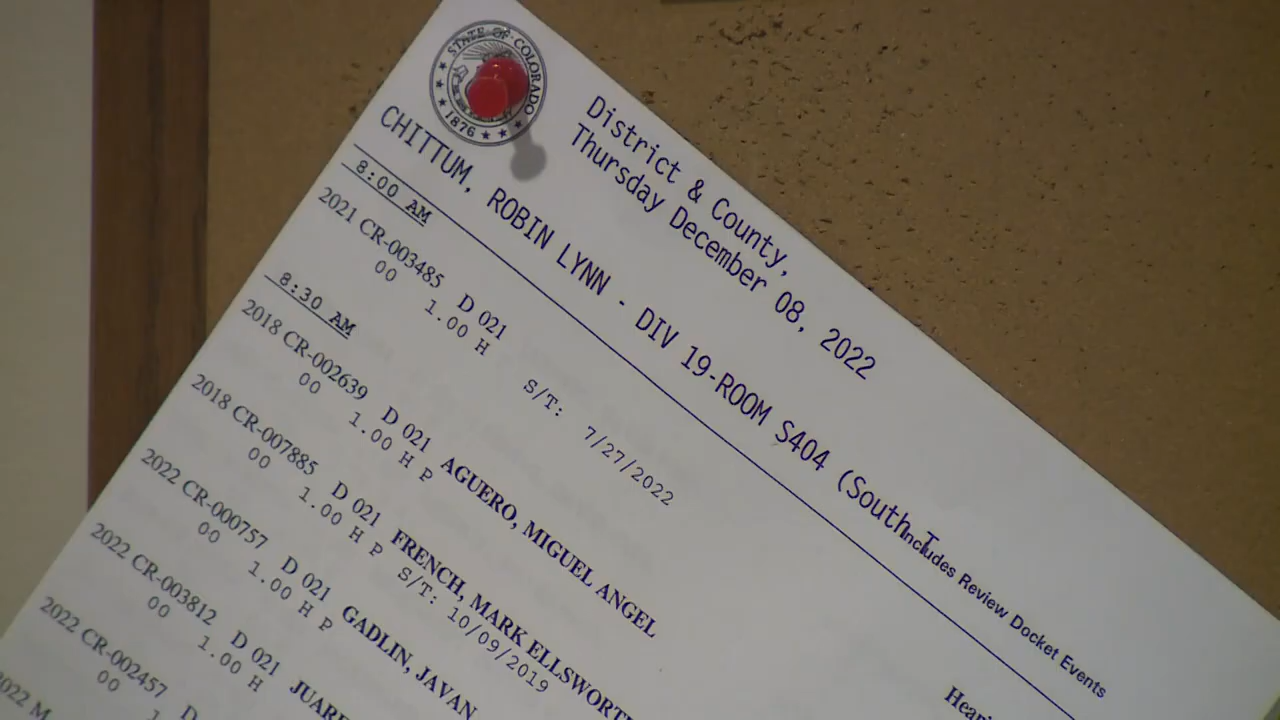 STATE OF COLORADO
1876
District & County,
Thursday December 08, 2022
CHITTUM, ROBIN LYNN - DIV 19-ROOM S404 (South
Includes Review Docket Events
8:00 AM
2021 CR-003485 D 021
00 1.00 H S/T: 7/27/2022
8:30 AM
2018 CR-002639 D 021 AGUERO, MIGUEL ANGEL
00 1.00 H P
2018 CR-007885 D 021 FRENCH, MARK ELLSWORT
00 1.00 H P S/T: 10/09/2019
2022 CR-000757 D 021 GADLIN, JAVAN
00 1.00 H P
2022 CR-003812 D 021 JUAR
00 1.00 H
2022 CR-002457 D
00 1
2022 M